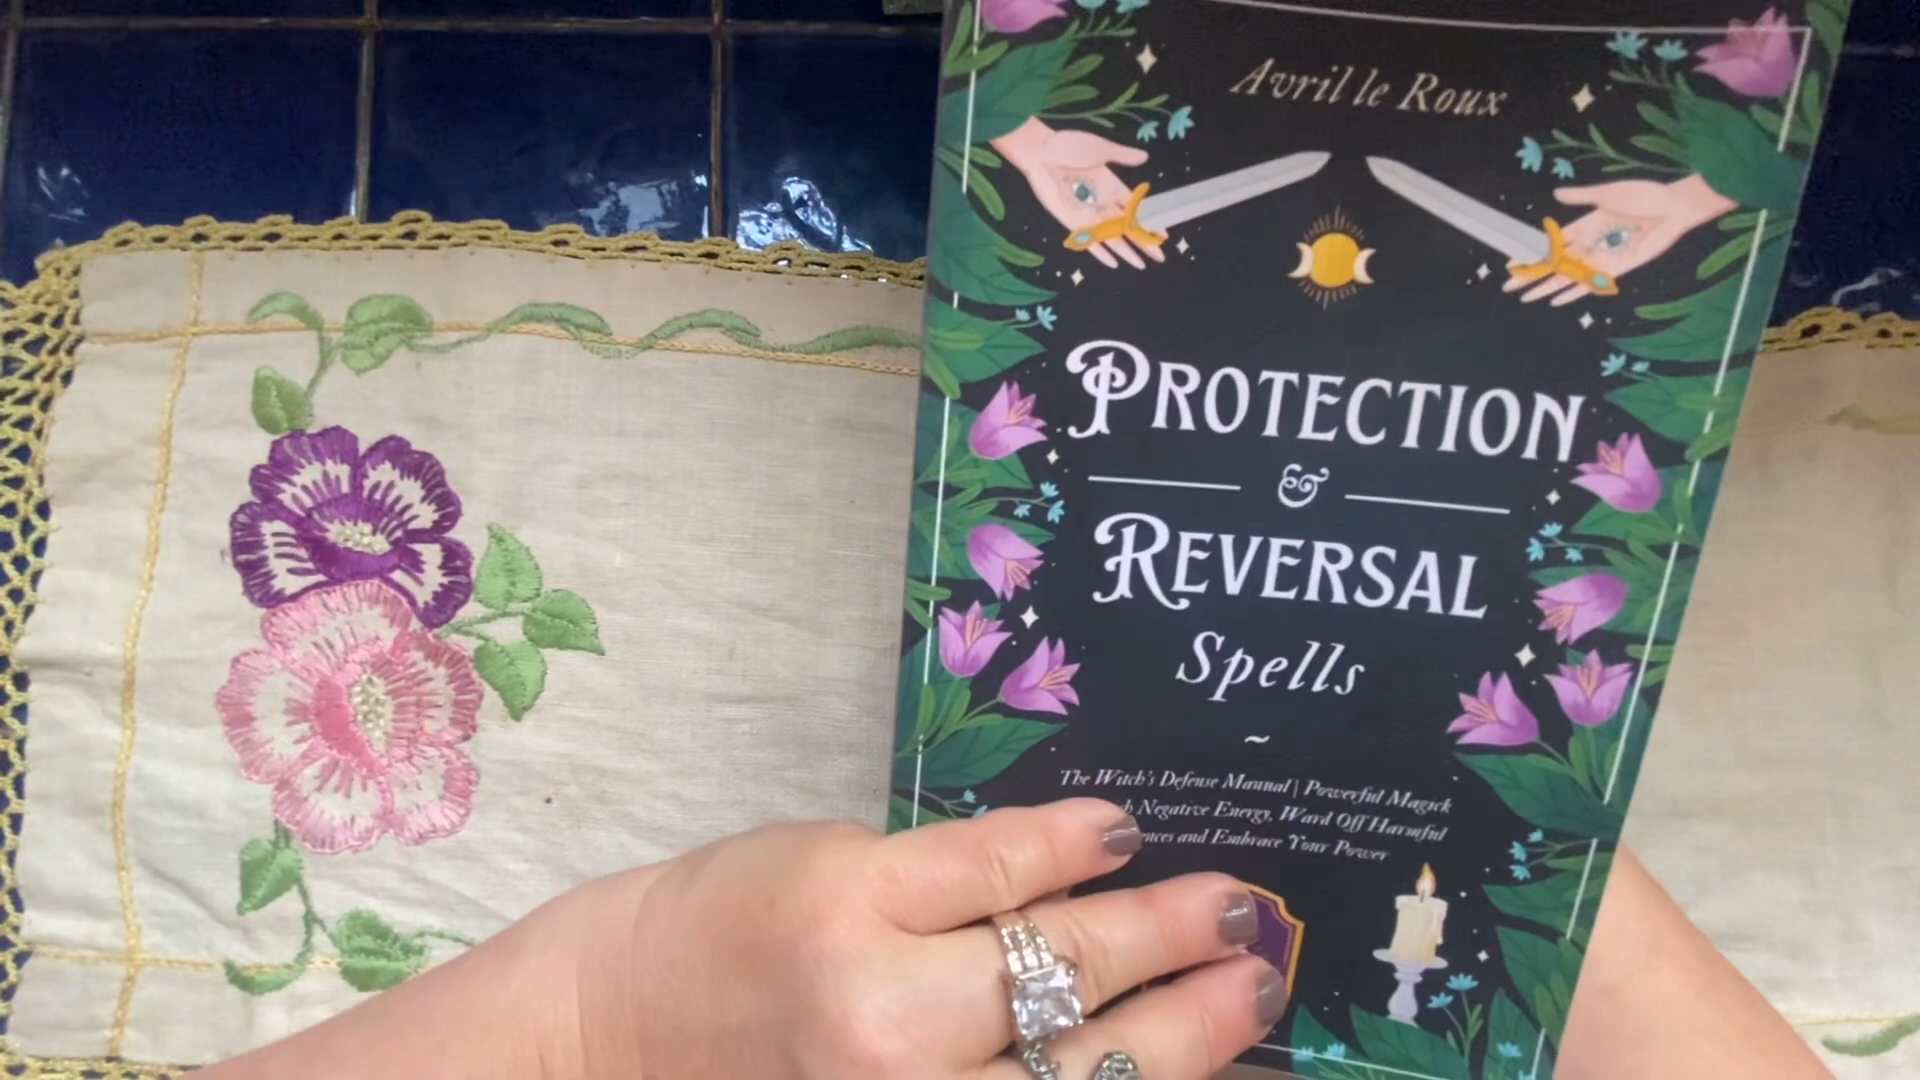 Avril le Roux
PROTECTION
&
REVERSAL
Spells
~
The Witch's Defense Manual | Powerful Magick
Negative Energy, Ward Off Harmful
and Embrace Your Power